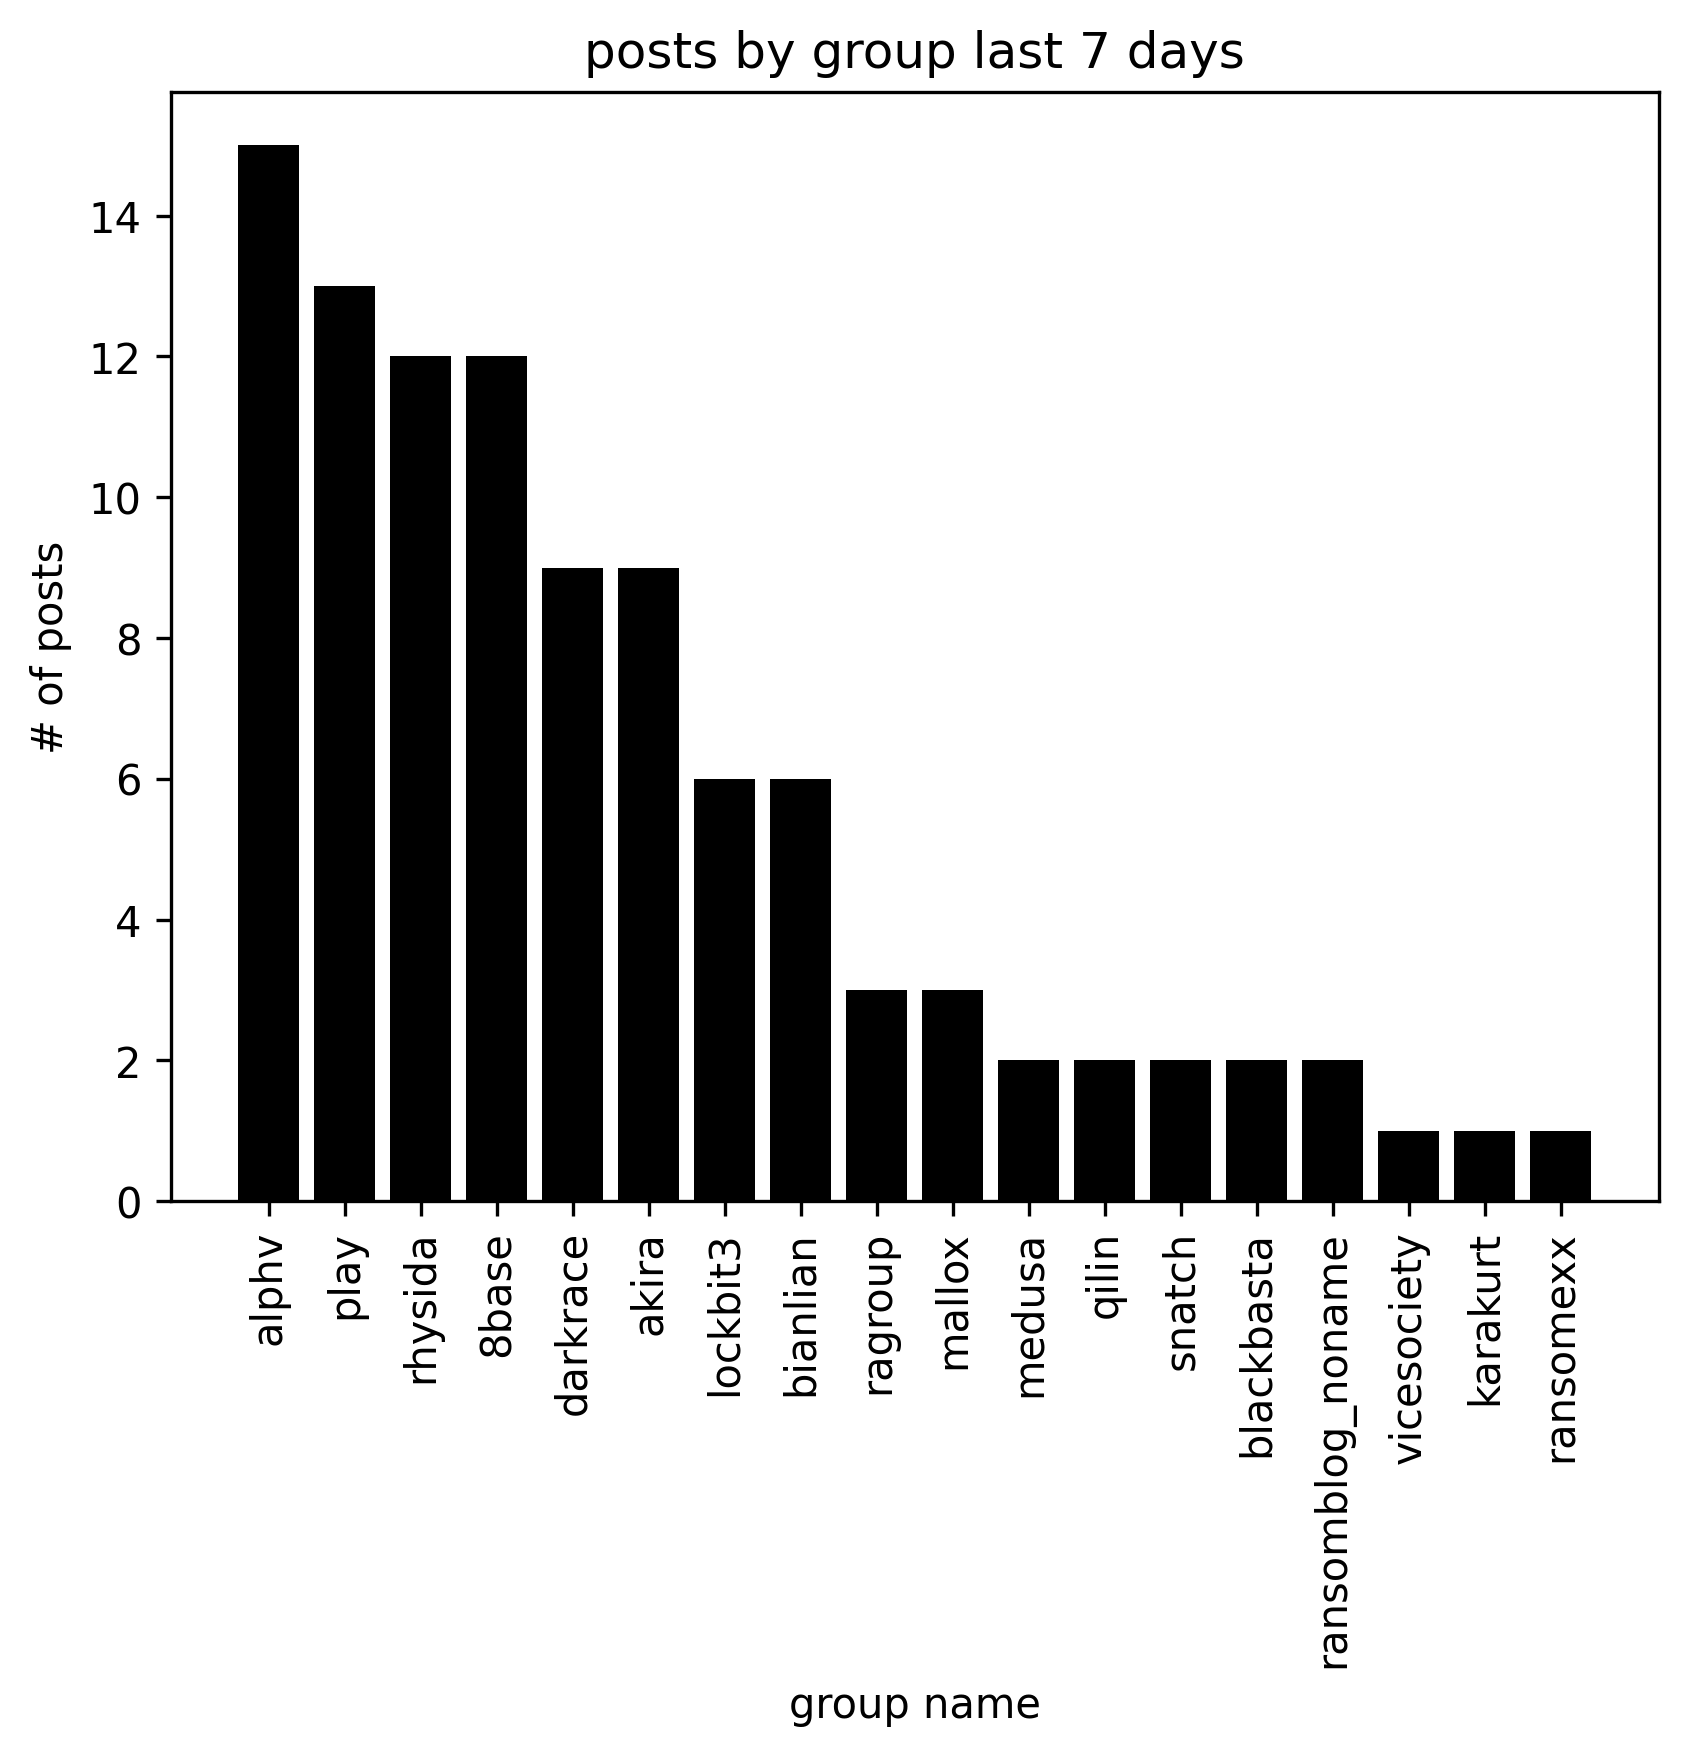 posts by group last 7 days
# of posts
14
12
10
8
6
4
2
0
alphv
play
rhysida
8base
darkrace
akira
lockbit3
bianlian
ragroup
mallox
medusa
qilin
snatch
blackbasta
ransomblog_noname
vicesociety
karakurt
ransomexx
group name